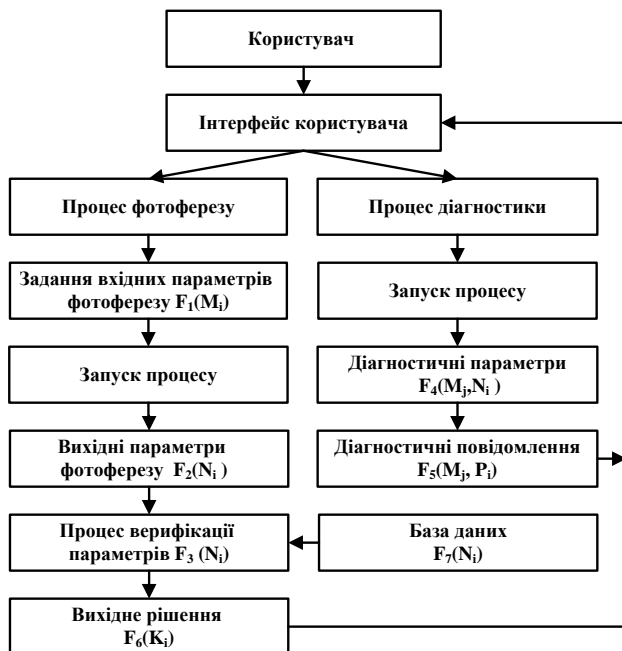 Користувач
Інтерфейс користувача
Процес фотоферезу
Процес діагностики
Задання вхідних параметрів
фотоферезу F₁(Mᵢ)
Запуск процесу
Запуск процесу
Діагностичні параметри
F₄(Mⱼ,Nᵢ )
Вихідні параметри
фотоферезу F₂(Nᵢ )
Діагностичні повідомлення
F₅(Mⱼ, Pᵢ)
Процес верифікації
параметрів F₃ (Nᵢ)
База даних
F₇(Nᵢ)
Вихідне рішення
F₆(Kᵢ)